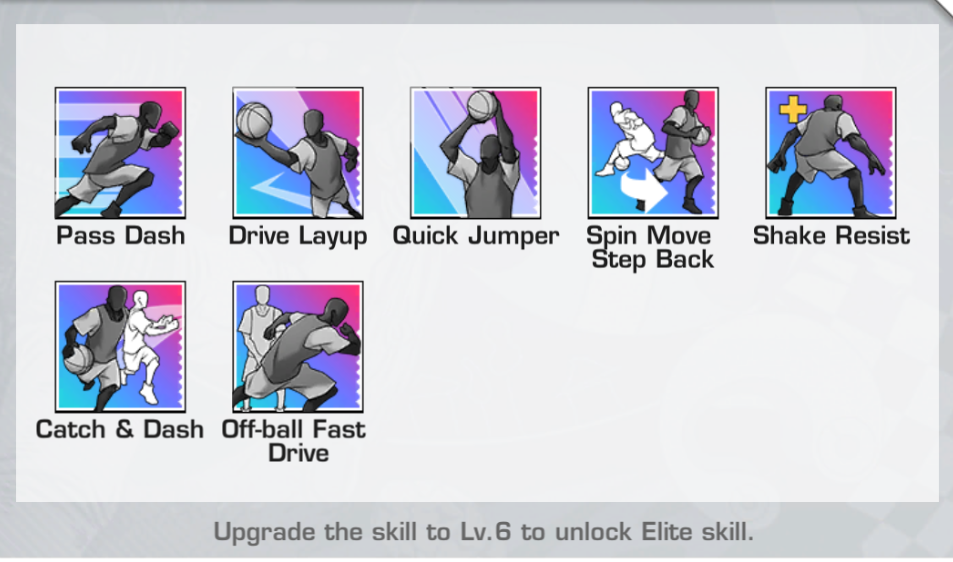 Pass Dash
Drive Layup
Quick Jumper
Spin Move
Step Back
Shake Resist
Catch & Dash
Off-ball Fast
Drive
Upgrade the skill to Lv.6 to unlock Elite skill.